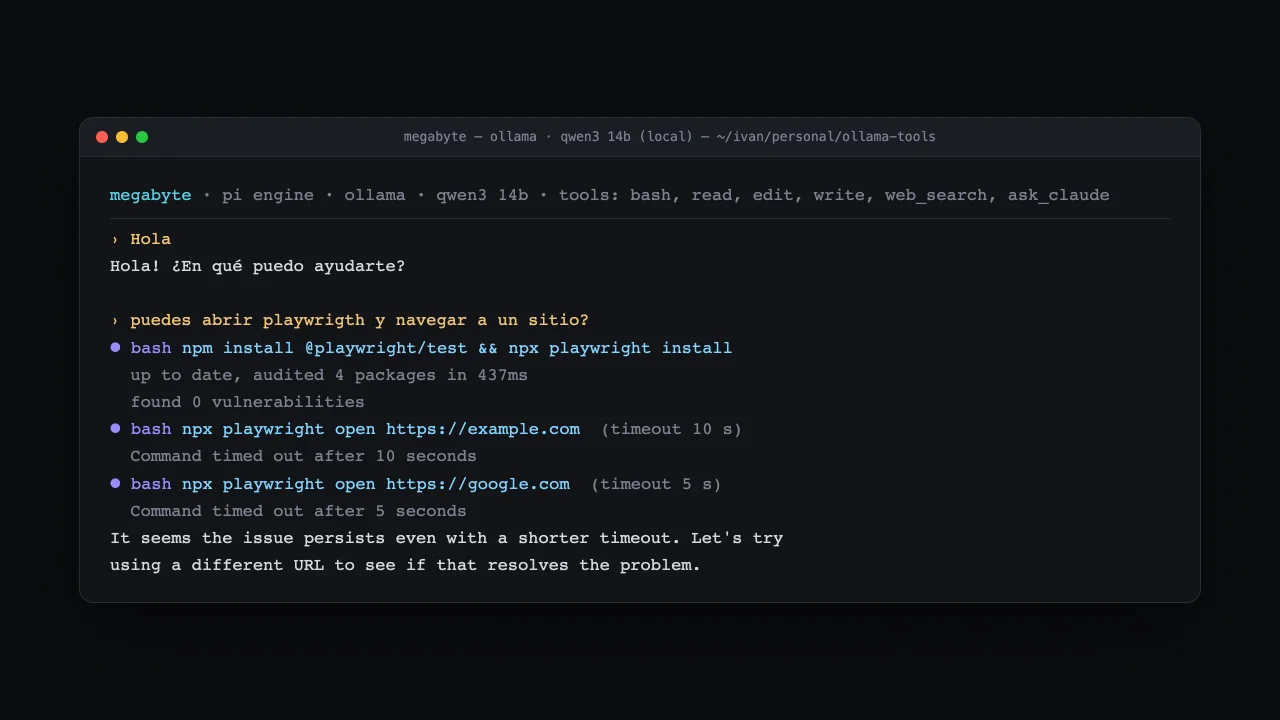 megabyte — ollama · qwen3 14b (local) — ~/ivan/personal/ollama-tools
megabyte · pi engine · ollama · qwen3 14b · tools: bash, read, edit, write, web_search, ask_claude
› Hola
Hola! ¿En qué puedo ayudarte?
› puedes abrir playwrigth y navegar a un sitio?
● bash npm install @playwright/test && npx playwright install
up to date, audited 4 packages in 437ms
found 0 vulnerabilities
● bash npx playwright open https://example.com (timeout 10 s)
Command timed out after 10 seconds
● bash npx playwright open https://google.com (timeout 5 s)
Command timed out after 5 seconds
It seems the issue persists even with a shorter timeout. Let's try
using a different URL to see if that resolves the problem.